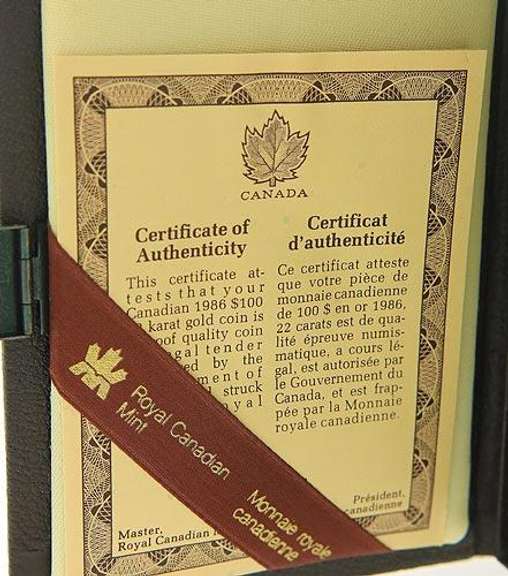 CANADA
Certificate of
Authenticity
This certificate at-
tests that your
Canadian 1986 $100
karat gold coin is
oof quality coin
gal tender
ed by the
ment of
struck
yal
Certificat
d'authenticité
Ce certificat atteste
que votre pièce de
monnaie canadienne
de 100 $ en or 1986,
22 carats est de qua-
lité épreuve numis-
matique, a cours lé-
gal, est autorisée par
le Gouvernement du
Canada, et est frap-
pée par la Monnaie
royale canadienne.
Royal Canadian
Mint
Monnaie royale
canadienne
Master,
Royal Canadian
Président,
canadienne